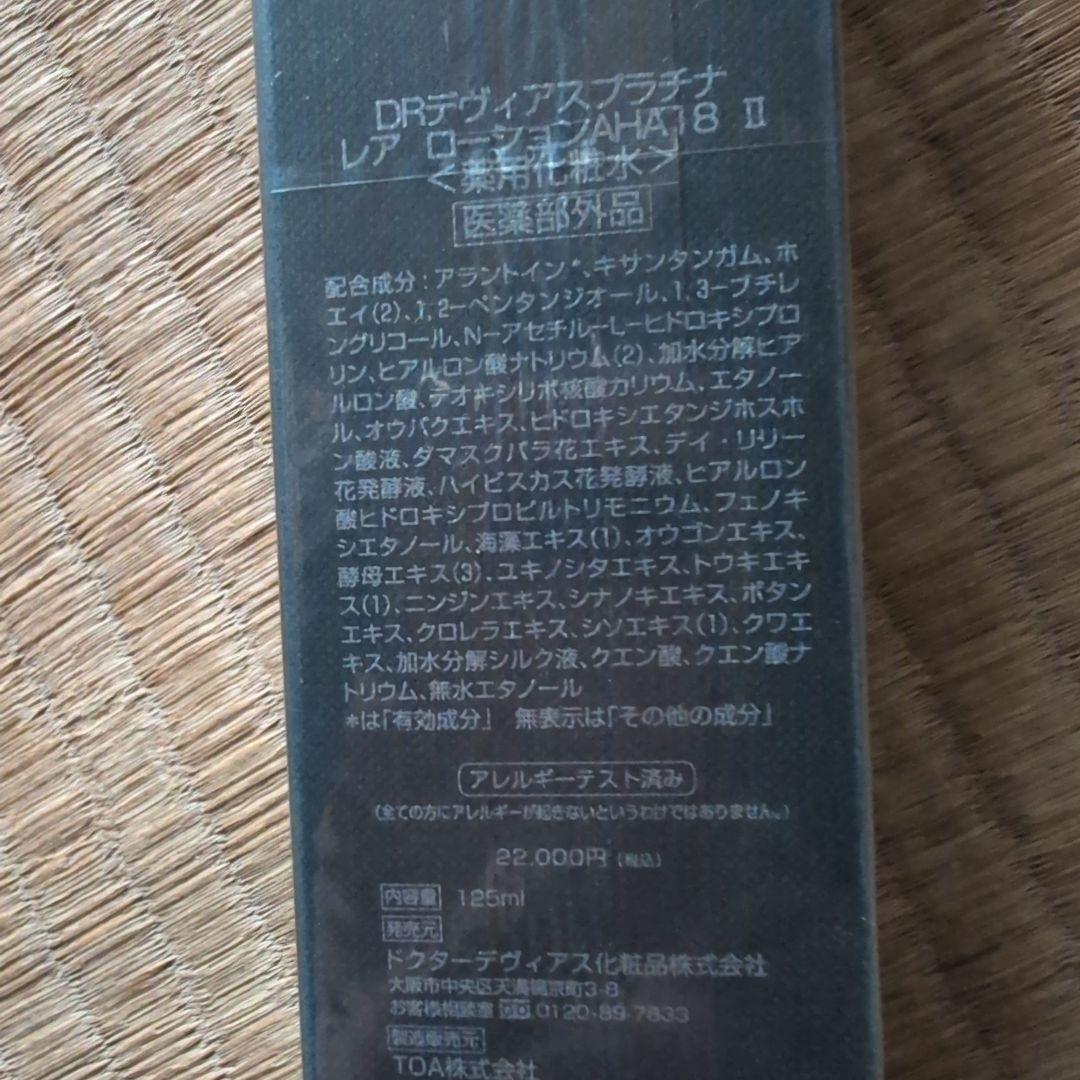 DRデヴィアスプラチナ
レア ローションAHA18 Ⅱ
<薬用化粧水>
医薬部外品
配合成分:アラントイン*、キサンタンガム、ホ
エイ(2)、1,2-ペンタンジオール、1,3-ブチレ
ングリコール、N-アセチル-L-ヒドロキシプロ
リン、ヒアルロン酸ナトリウム(2)、加水分解ヒア
ルロン酸、デオキシリボ核酸カリウム、エタノー
ル、オウバクエキス、ヒドロキシエタンジホスホ
ン酸液、ダマスクバラ花エキス、デイ・リリー
花発酵液、ハイビスカス花発酵液、ヒアルロン
酸ヒドロキシプロピルトリモニウム、フェノキ
シエタノール、海藻エキス(1)、オウゴンエキス、
酵母エキス(3)、ユキノシタエキス、トウキエキ
ス(1)、ニンジンエキス、シナノキエキス、ボタン
エキス、クロレラエキス、シソエキス(1)、クワエ
キス、加水分解シルク液、クエン酸、クエン酸ナ
トリウム、無水エタノール
*は「有効成分」 無表示は「その他の成分」
アレルギーテスト済み
(全ての方にアレルギーが起きないというわけではありません。)
22,000円(税込)
内容量 125ml
発売元
ドクターデヴィアス化粧品株式会社
大阪市中央区天満橋京町3-8
お客様相談室 0120-89-7833
製造販売元
TOA株式会社